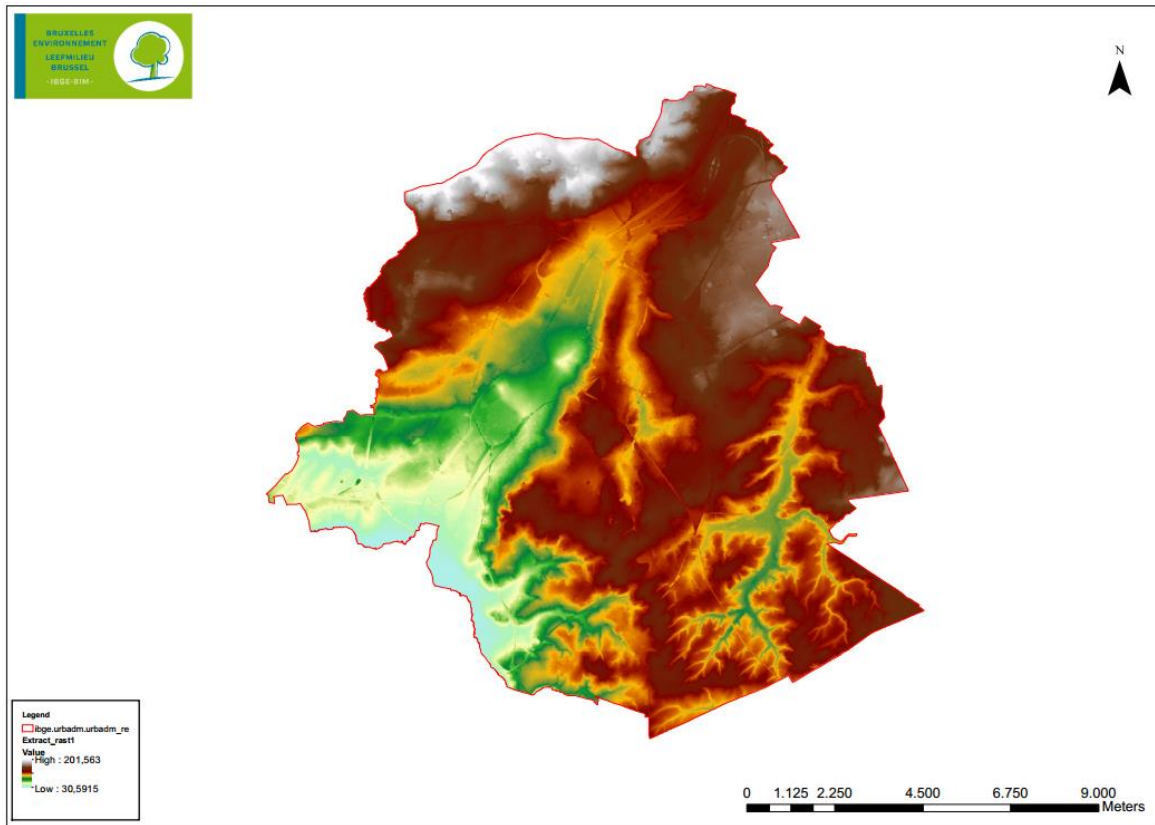 BRUXELLES
ENVIRONNEMENT
LEEFMILIEU
BRUSSEL
- IBGE-BIM -
N
Legend
ibge.urbadm.urbadm_re
Extract_rast1
Value
High : 201,563
Low : 30,5915
0 1.125 2.250 4.500 6.750 9.000
Meters